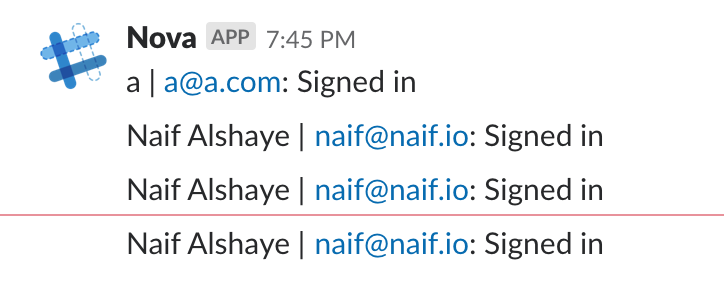 Nova APP 7:45 PM
a | a@a.com: Signed in
Naif Alshaye | naif@naif.io: Signed in
Naif Alshaye | naif@naif.io: Signed in
Naif Alshaye | naif@naif.io: Signed in